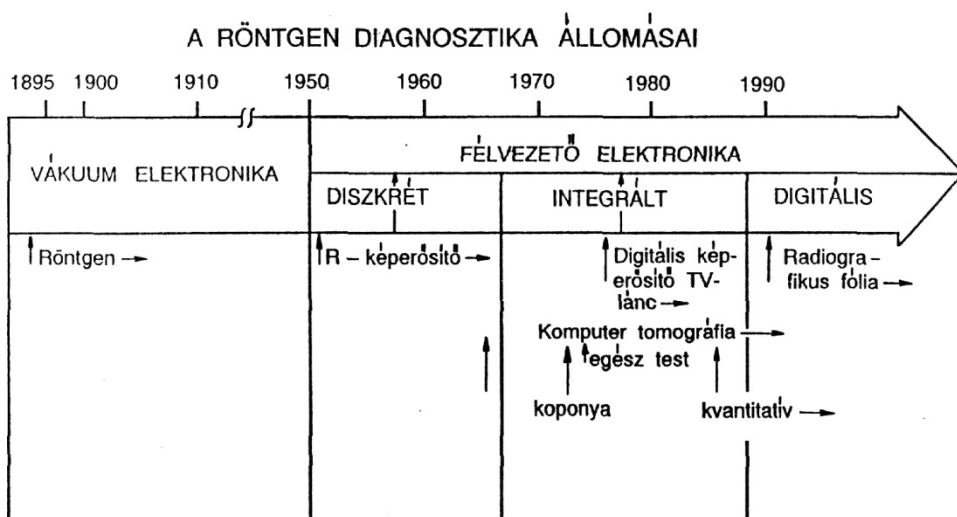 A RÖNTGEN DIAGNOSZTIKA ÁLLOMÁSAI
1895 1900 1910 1950 1960 1970 1980 1990
VÁKUUM ELEKTRONIKA
FÉLVEZETŐ ELEKTRONIKA
DISZKRÉT
INTEGRÁLT
DIGITÁLIS
Röntgen
R – képerősítő
Digitális kép-
erősítő TV-
lánc
Radiogra –
fikus fólia
Komputer tomográfia
egész test
koponya
kvantitatív